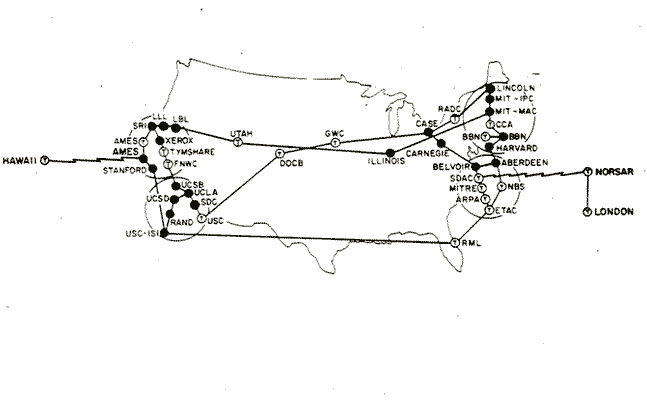 LINCOLN
MIT-IPC
RADC
MIT-MAC
LLL
LBL
SRI
CCA
CASE
AMES
XEROX
UTAH
GWC
BBN
BBN
TYMSHARE
HARVARD
AMES
CARNEGIE
HAWAII
FNWC
DOCB
ILLINOIS
ABERDEEN
STANFORD
BELVOIR
NORSAR
SDAC
UCSB
MITRE
NBS
UCLA
UCSD
ARPA
SDC
ETAC
LONDON
RAND
USC
USC-ISI
RML
T